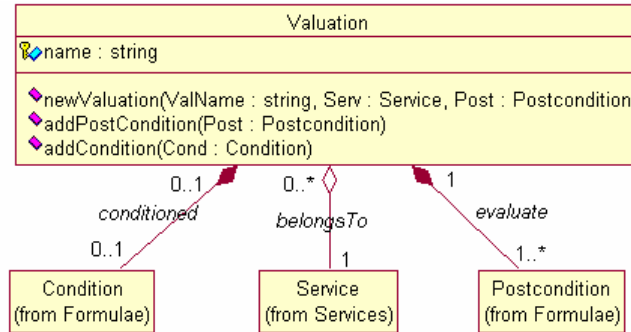 Valuation
name : string
newValuation(ValName : string, Serv : Service, Post : Postcondition
addPostCondition(Post : Postcondition)
addCondition(Cond : Condition)
0..1 0..* 1
conditioned belongsTo evaluate
0..1 1 1..*
Condition Service Postcondition
(from Formulae) (from Services) (from Formulae)